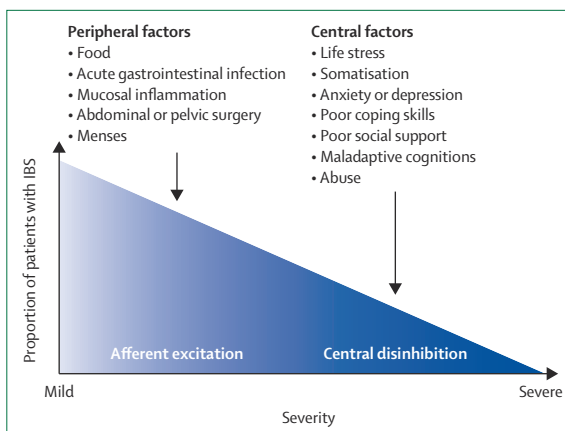 Peripheral factors
• Food
• Acute gastrointestinal infection
• Mucosal inflammation
• Abdominal or pelvic surgery
• Menses
Central factors
• Life stress
• Somatisation
• Anxiety or depression
• Poor coping skills
• Poor social support
• Maladaptive cognitions
• Abuse
Proportion of patients with IBS
Afferent excitation
Central disinhibition
Mild
Severe
Severity